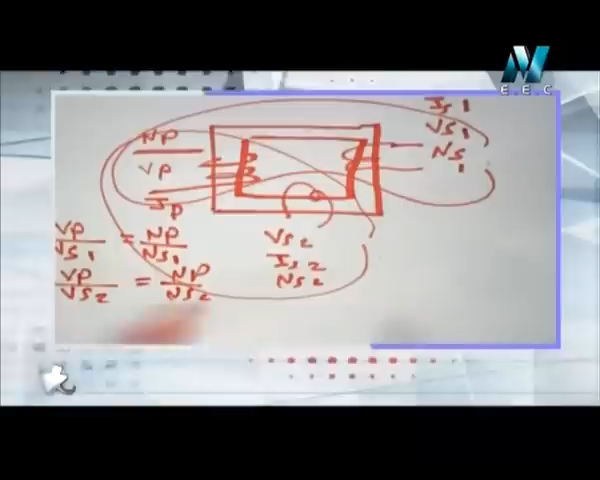 E.E.C
Is1
Vs1
Ns1
NP
VP
IP
VP/Vs1 = NP/Ns1
VP/Vs2 = NP/Ns2
Vs2
Is2
Ns2